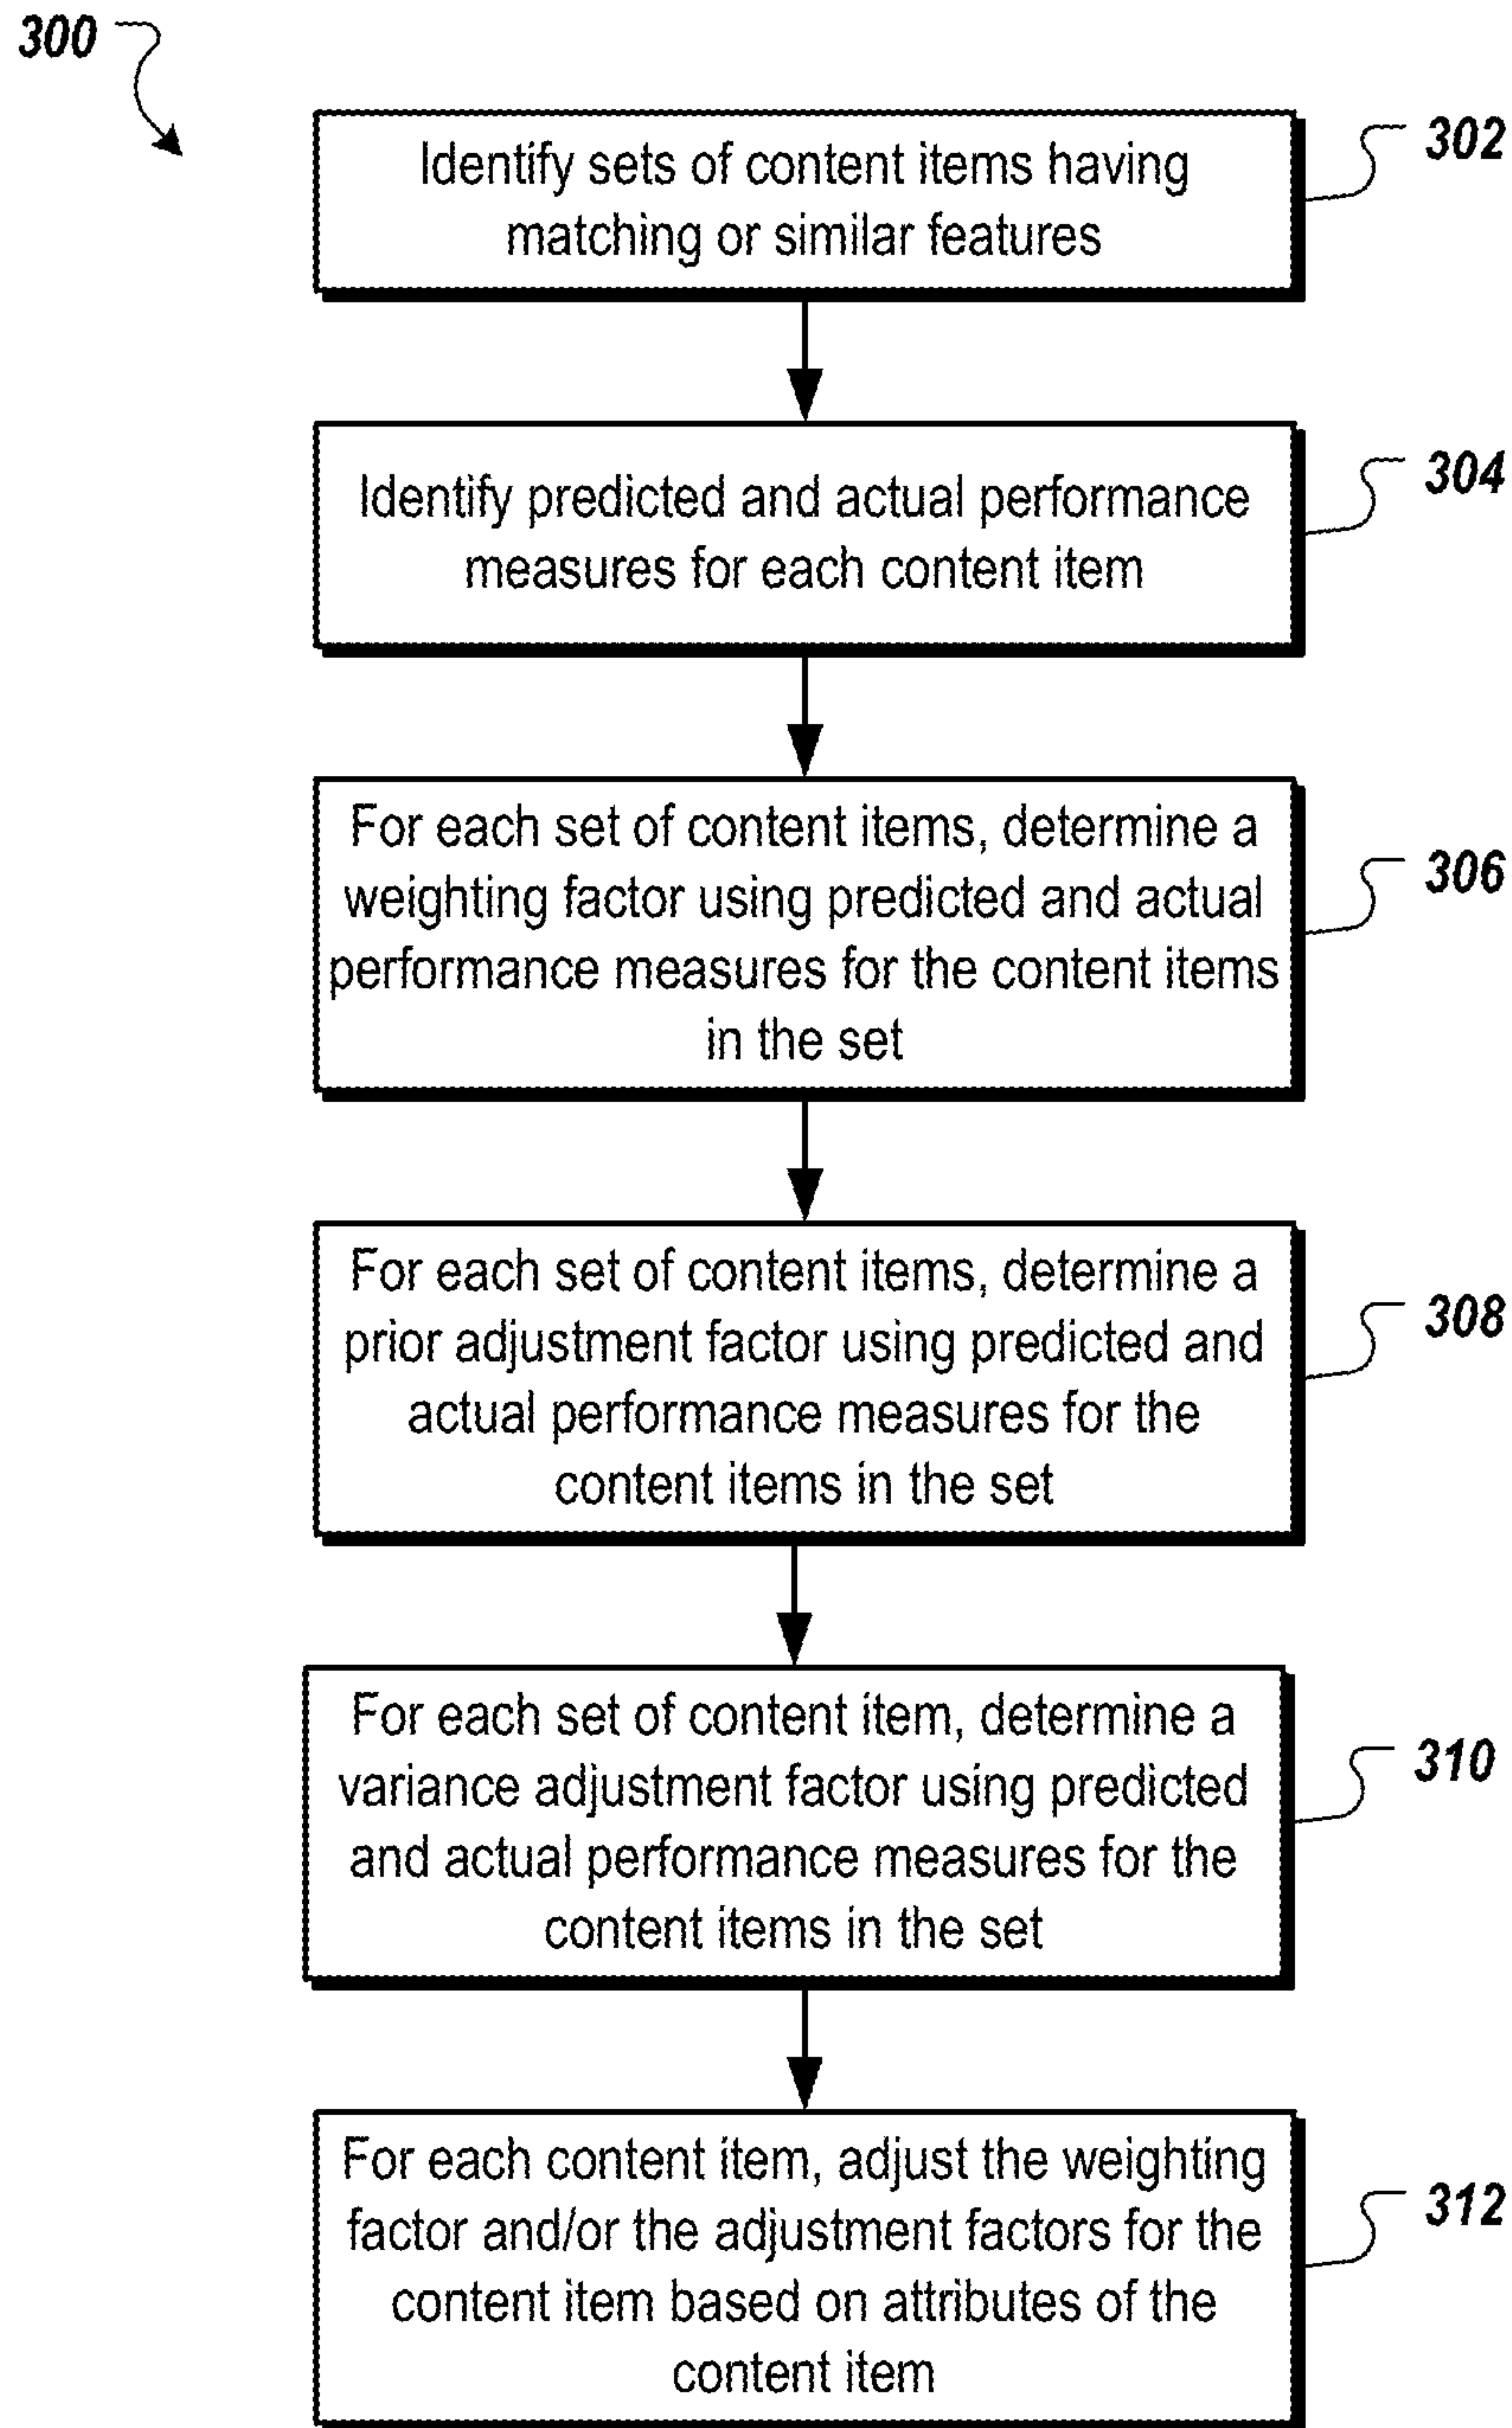 300
Identify sets of content items having
matching or similar features
302
Identify predicted and actual performance
measures for each content item
304
For each set of content items, determine a
weighting factor using predicted and actual
performance measures for the content items
in the set
306
For each set of content items, determine a
prior adjustment factor using predicted and
actual performance measures for the
content items in the set
308
For each set of content item, determine a
variance adjustment factor using predicted
and actual performance measures for the
content items in the set
310
For each content item, adjust the weighting
factor and/or the adjustment factors for the
content item based on attributes of the
content item
312